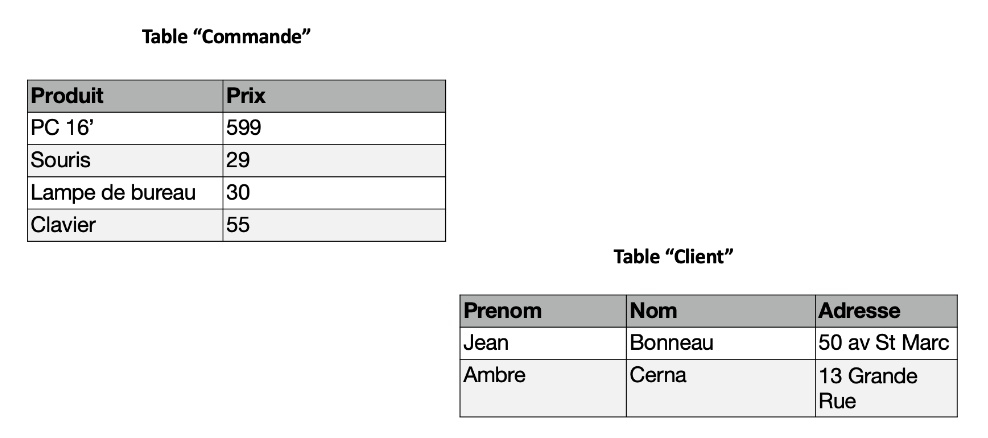 Table “Commande”
Produit Prix
PC 16’ 599
Souris 29
Lampe de bureau 30
Clavier 55
Table “Client”
Prenom Nom Adresse
Jean Bonneau 50 av St Marc
Ambre Cerna 13 Grande
Rue